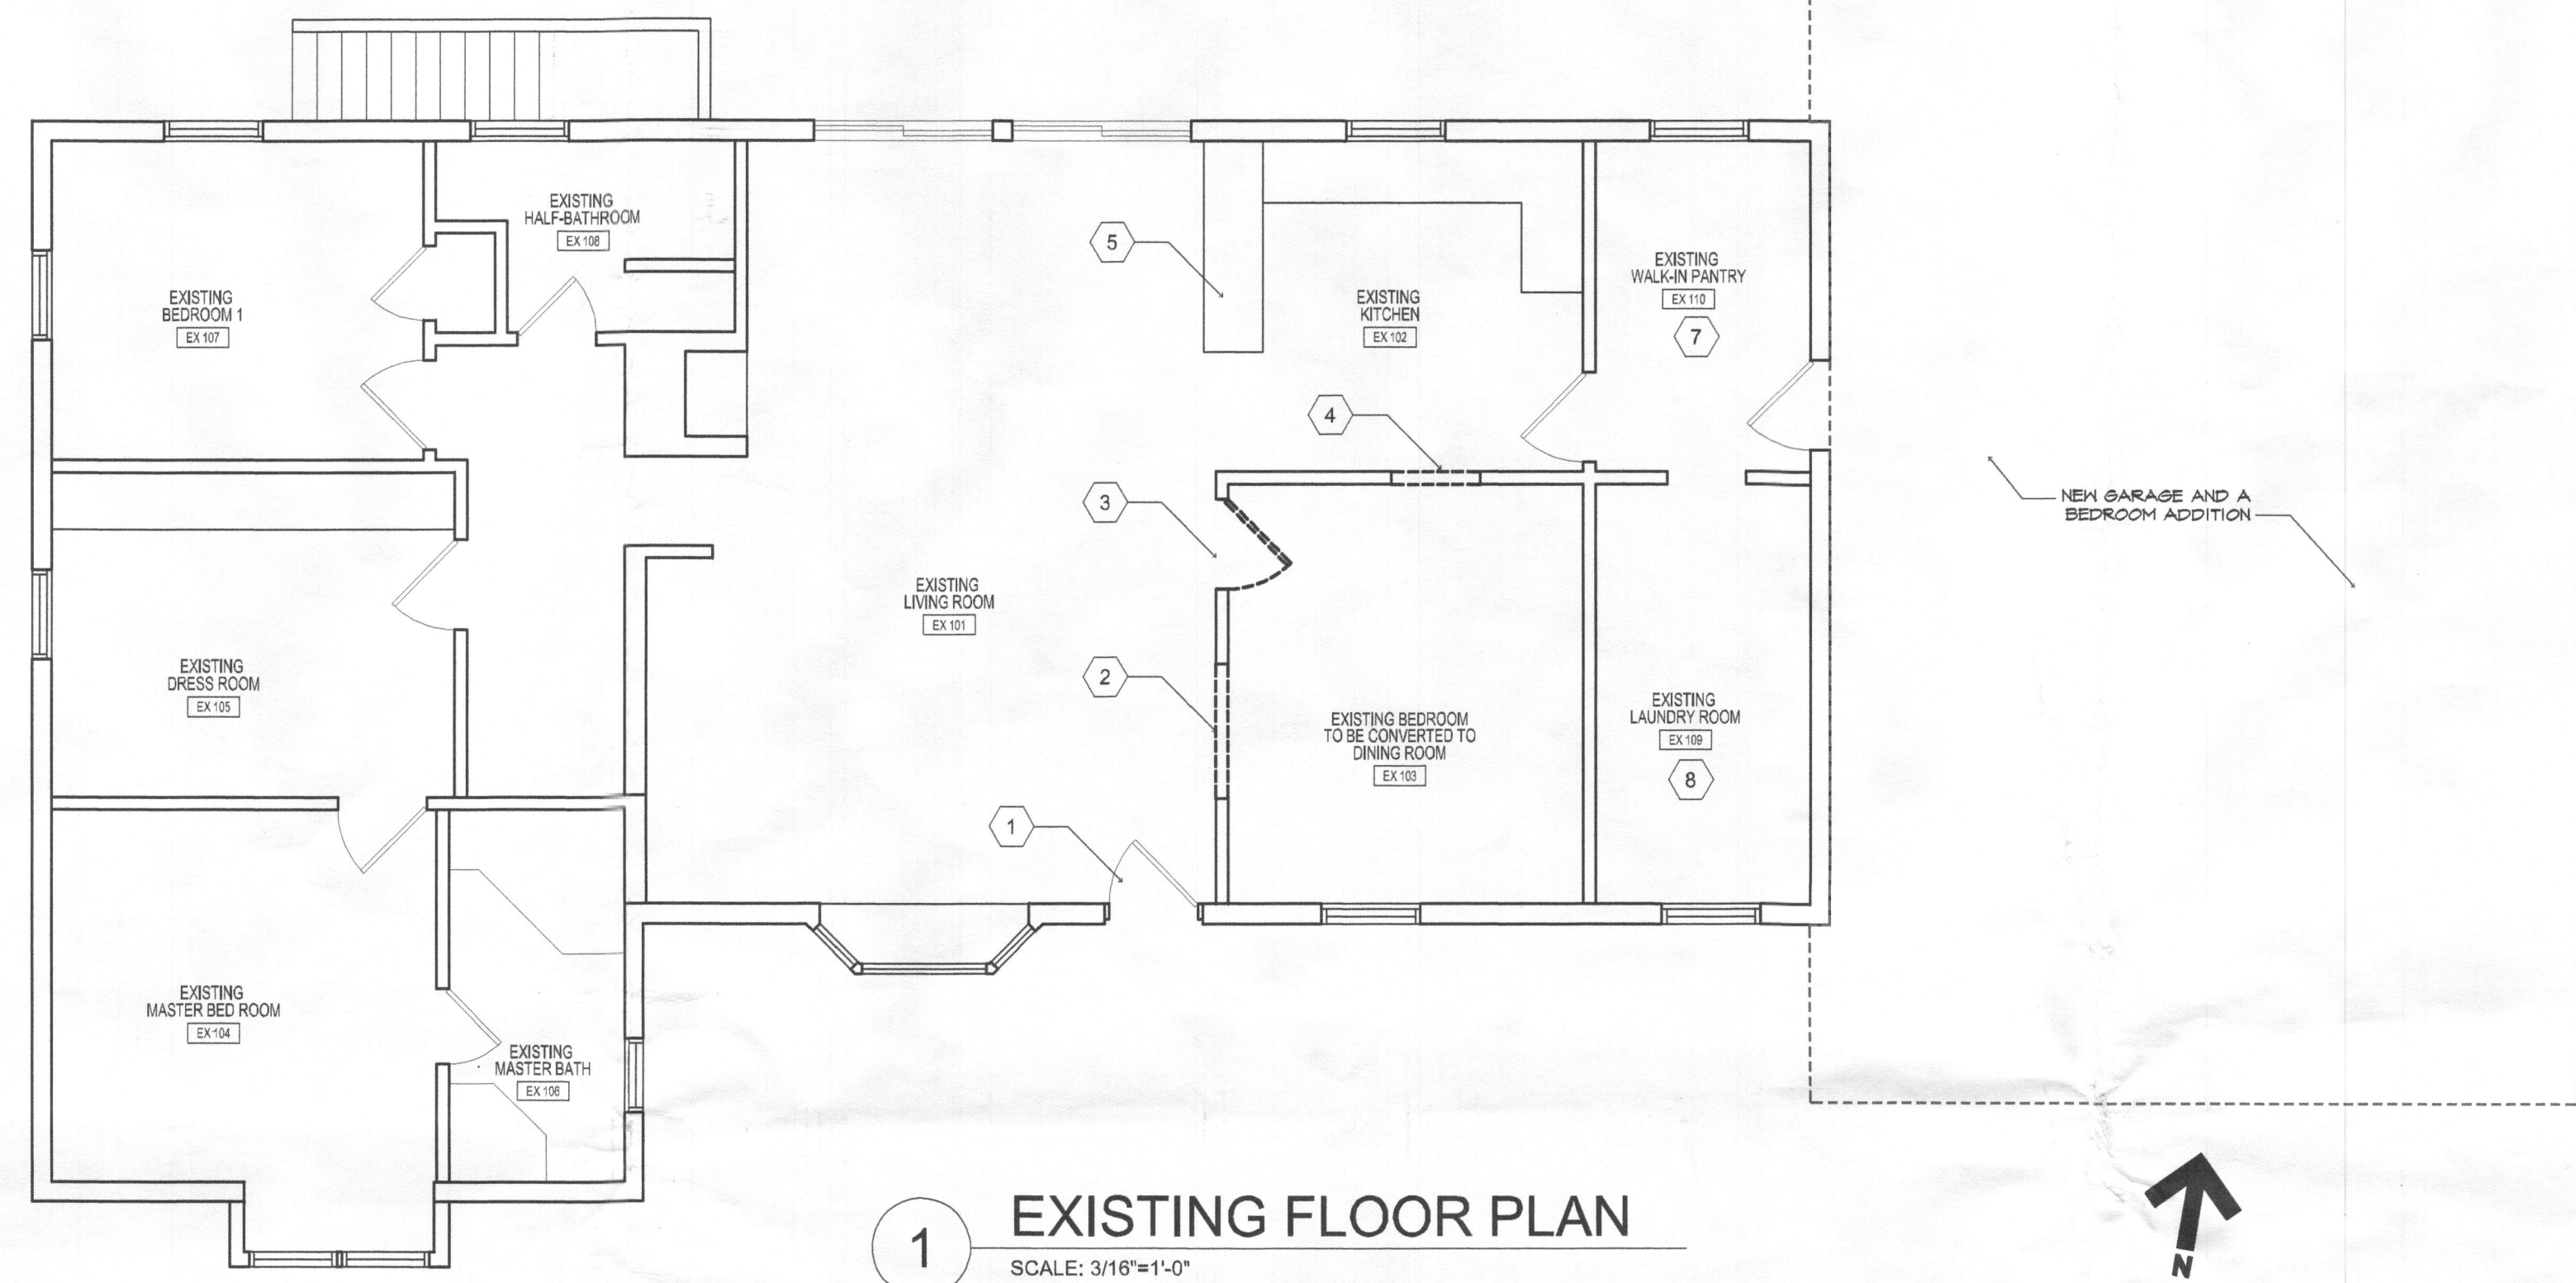 EXISTING
HALF-BATHROOM
EX 108
5
EXISTING
WALK-IN PANTRY
EX 110
7
EXISTING
BEDROOM 1
EX 107
EXISTING
KITCHEN
EX 102
4
3
NEW GARAGE AND A
BEDROOM ADDITION
EXISTING
LIVING ROOM
EX 101
EXISTING
DRESS ROOM
EX 105
2
EXISTING BEDROOM
TO BE CONVERTED TO
DINING ROOM
EX 103
EXISTING
LAUNDRY ROOM
EX 109
8
1
EXISTING
MASTER BED ROOM
EX 104
EXISTING
MASTER BATH
EX 106
1
EXISTING FLOOR PLAN
SCALE: 3/16"=1'-0"
N